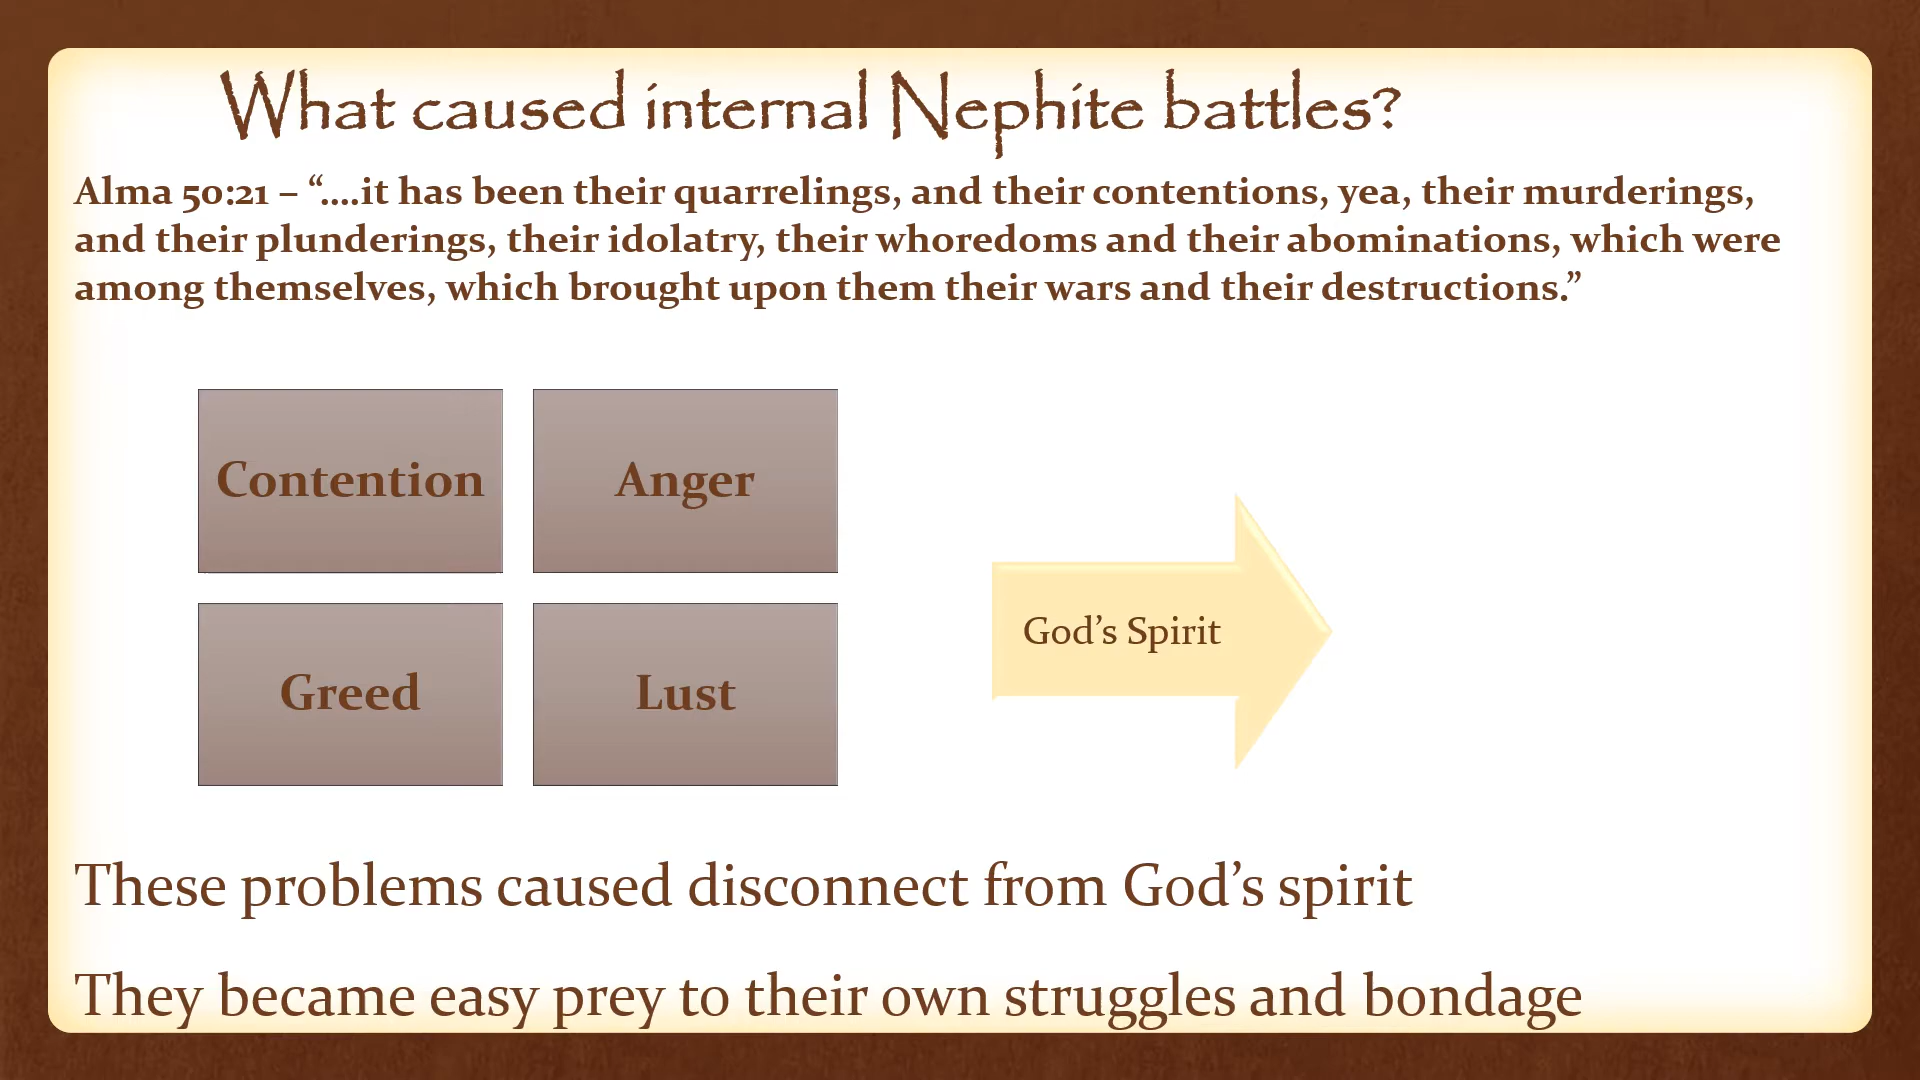 What caused internal Nephite battles?
Alma 50:21 – “....it has been their quarrelings, and their contentions, yea, their murderings,
and their plunderings, their idolatry, their whoredoms and their abominations, which were
among themselves, which brought upon them their wars and their destructions.”
Contention
Anger
Greed
Lust
God’s Spirit
These problems caused disconnect from God’s spirit
They became easy prey to their own struggles and bondage